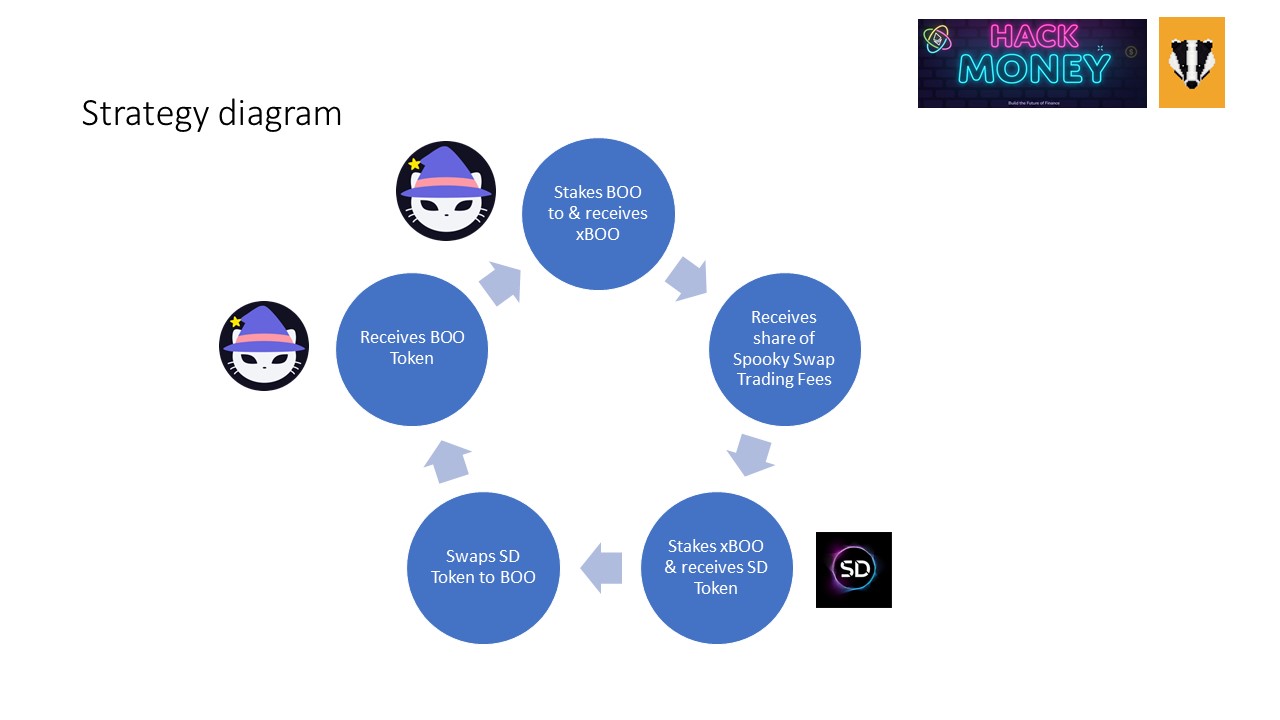 HACK
MONEY
Build the Future of Finance
Strategy diagram
Stakes BOO
to & receives
xBOO
Receives
share of
Spooky Swap
Trading Fees
Stakes xBOO
& receives SD
Token
SD
Swaps SD
Token to BOO
Receives BOO
Token